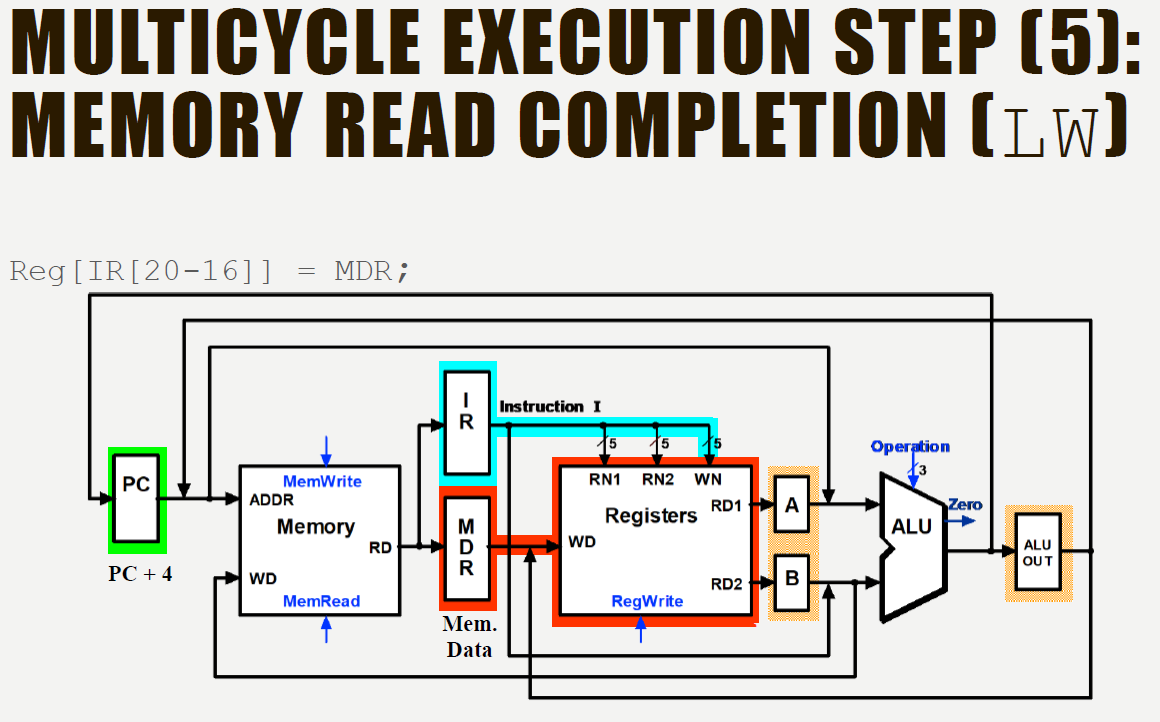 MULTICYCLE EXECUTION STEP (5):
MEMORY READ COMPLETION (LW)
Reg[IR[20-16]] = MDR;
I
R
Instruction I
5
5
5
PC
PC + 4
MemWrite
ADDR
Memory
RD
WD
MemRead
M
D
R
Mem.
Data
RN1
RN2
WN
Registers
RD1
WD
RD2
RegWrite
A
B
Operation
3
Zero
ALU
ALU
OUT